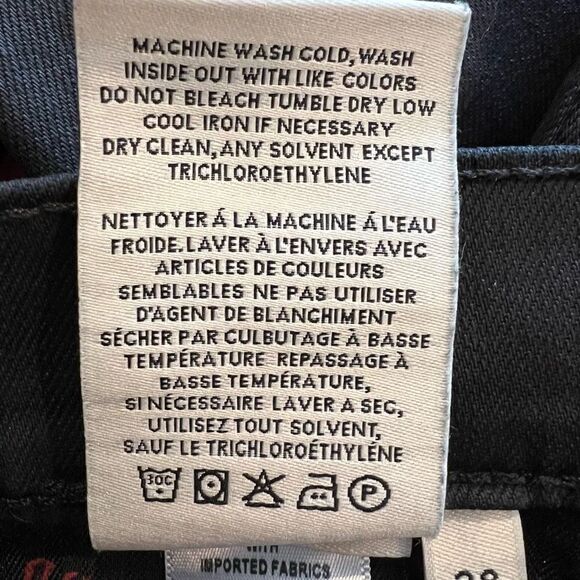 MACHINE WASH COLD, WASH
INSIDE OUT WITH LIKE COLORS
DO NOT BLEACH TUMBLE DRY LOW
COOL IRON IF NECESSARY
DRY CLEAN, ANY SOLVENT EXCEPT
TRICHLOROETHYLENE
NETTOYER Á LA MACHINE Á L'EAU
FROIDE. LAVER À L'ENVERS AVEC
ARTICLES DE COULEURS
SEMBLABLES NE PAS UTILISER
D'AGENT DE BLANCHIMENT
SÉCHER PAR CULBUTAGE À BASSE
TEMPÉRATURE REPASSAGE À
BASSE TEMPÉRATURE,
SI NÉCESSAIRE LAVER A SEC,
UTILISEZ TOUT SOLVENT,
SAUF LE TRICHLOROÉTHYLÉNE
30C P
WITH
IMPORTED FABRICS